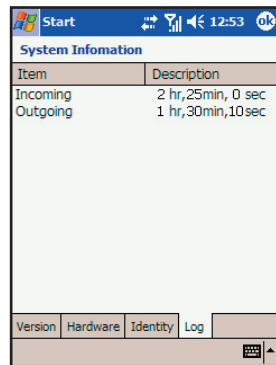 Start 12:53 ok
System Infomation
Item Description
Incoming 2 hr,25min, 0 sec
Outgoing 1 hr,30min,10sec
Version Hardware Identity Log